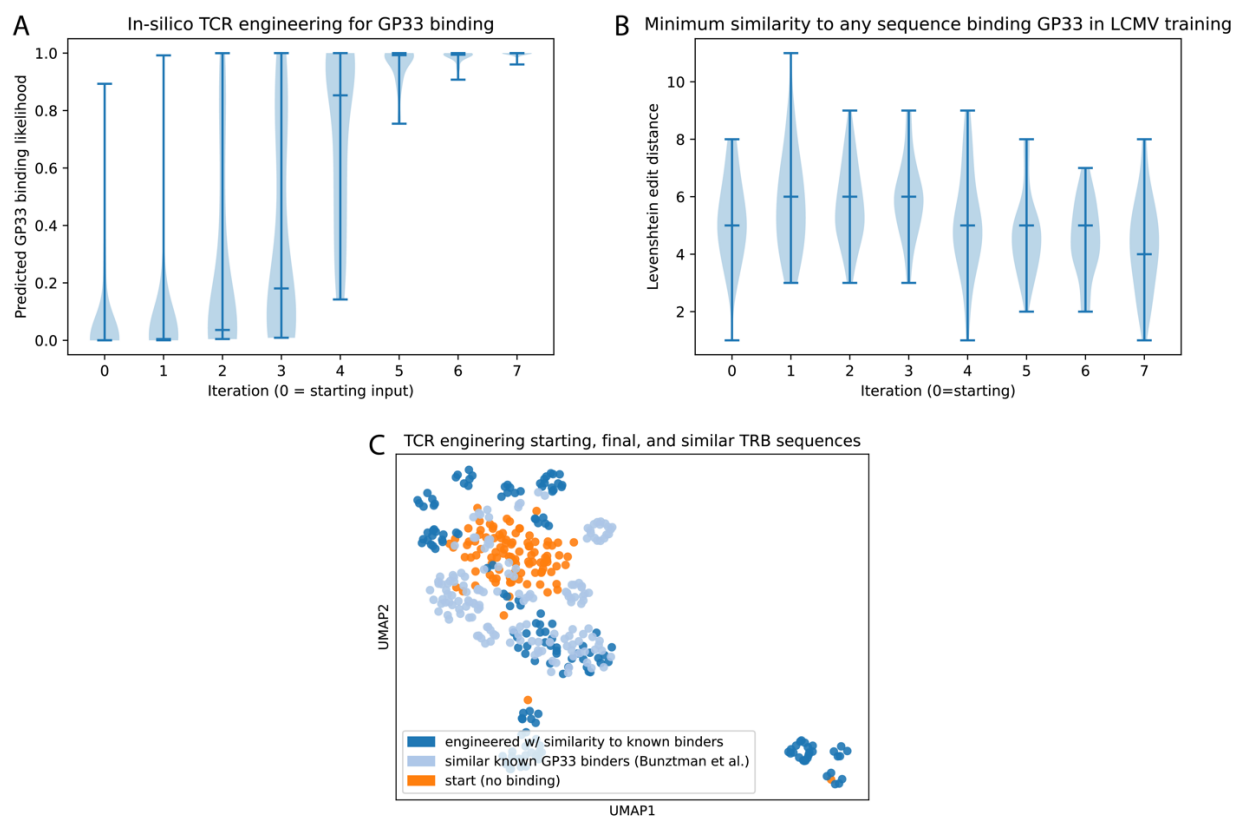 A
In-silico TCR engineering for GP33 binding
Predicted GP33 binding likelihood
1.0
0.8
0.6
0.4
0.2
0.0
0 1 2 3 4 5 6 7
Iteration (0 = starting input)
B
Minimum similarity to any sequence binding GP33 in LCMV training
Levenshtein edit distance
10
8
6
4
2
0 1 2 3 4 5 6 7
Iteration (0=starting)
C
TCR enginering starting, final, and similar TRB sequences
UMAP2
engineered w/ similarity to known binders
similar known GP33 binders (Bunztman et al.)
start (no binding)
UMAP1